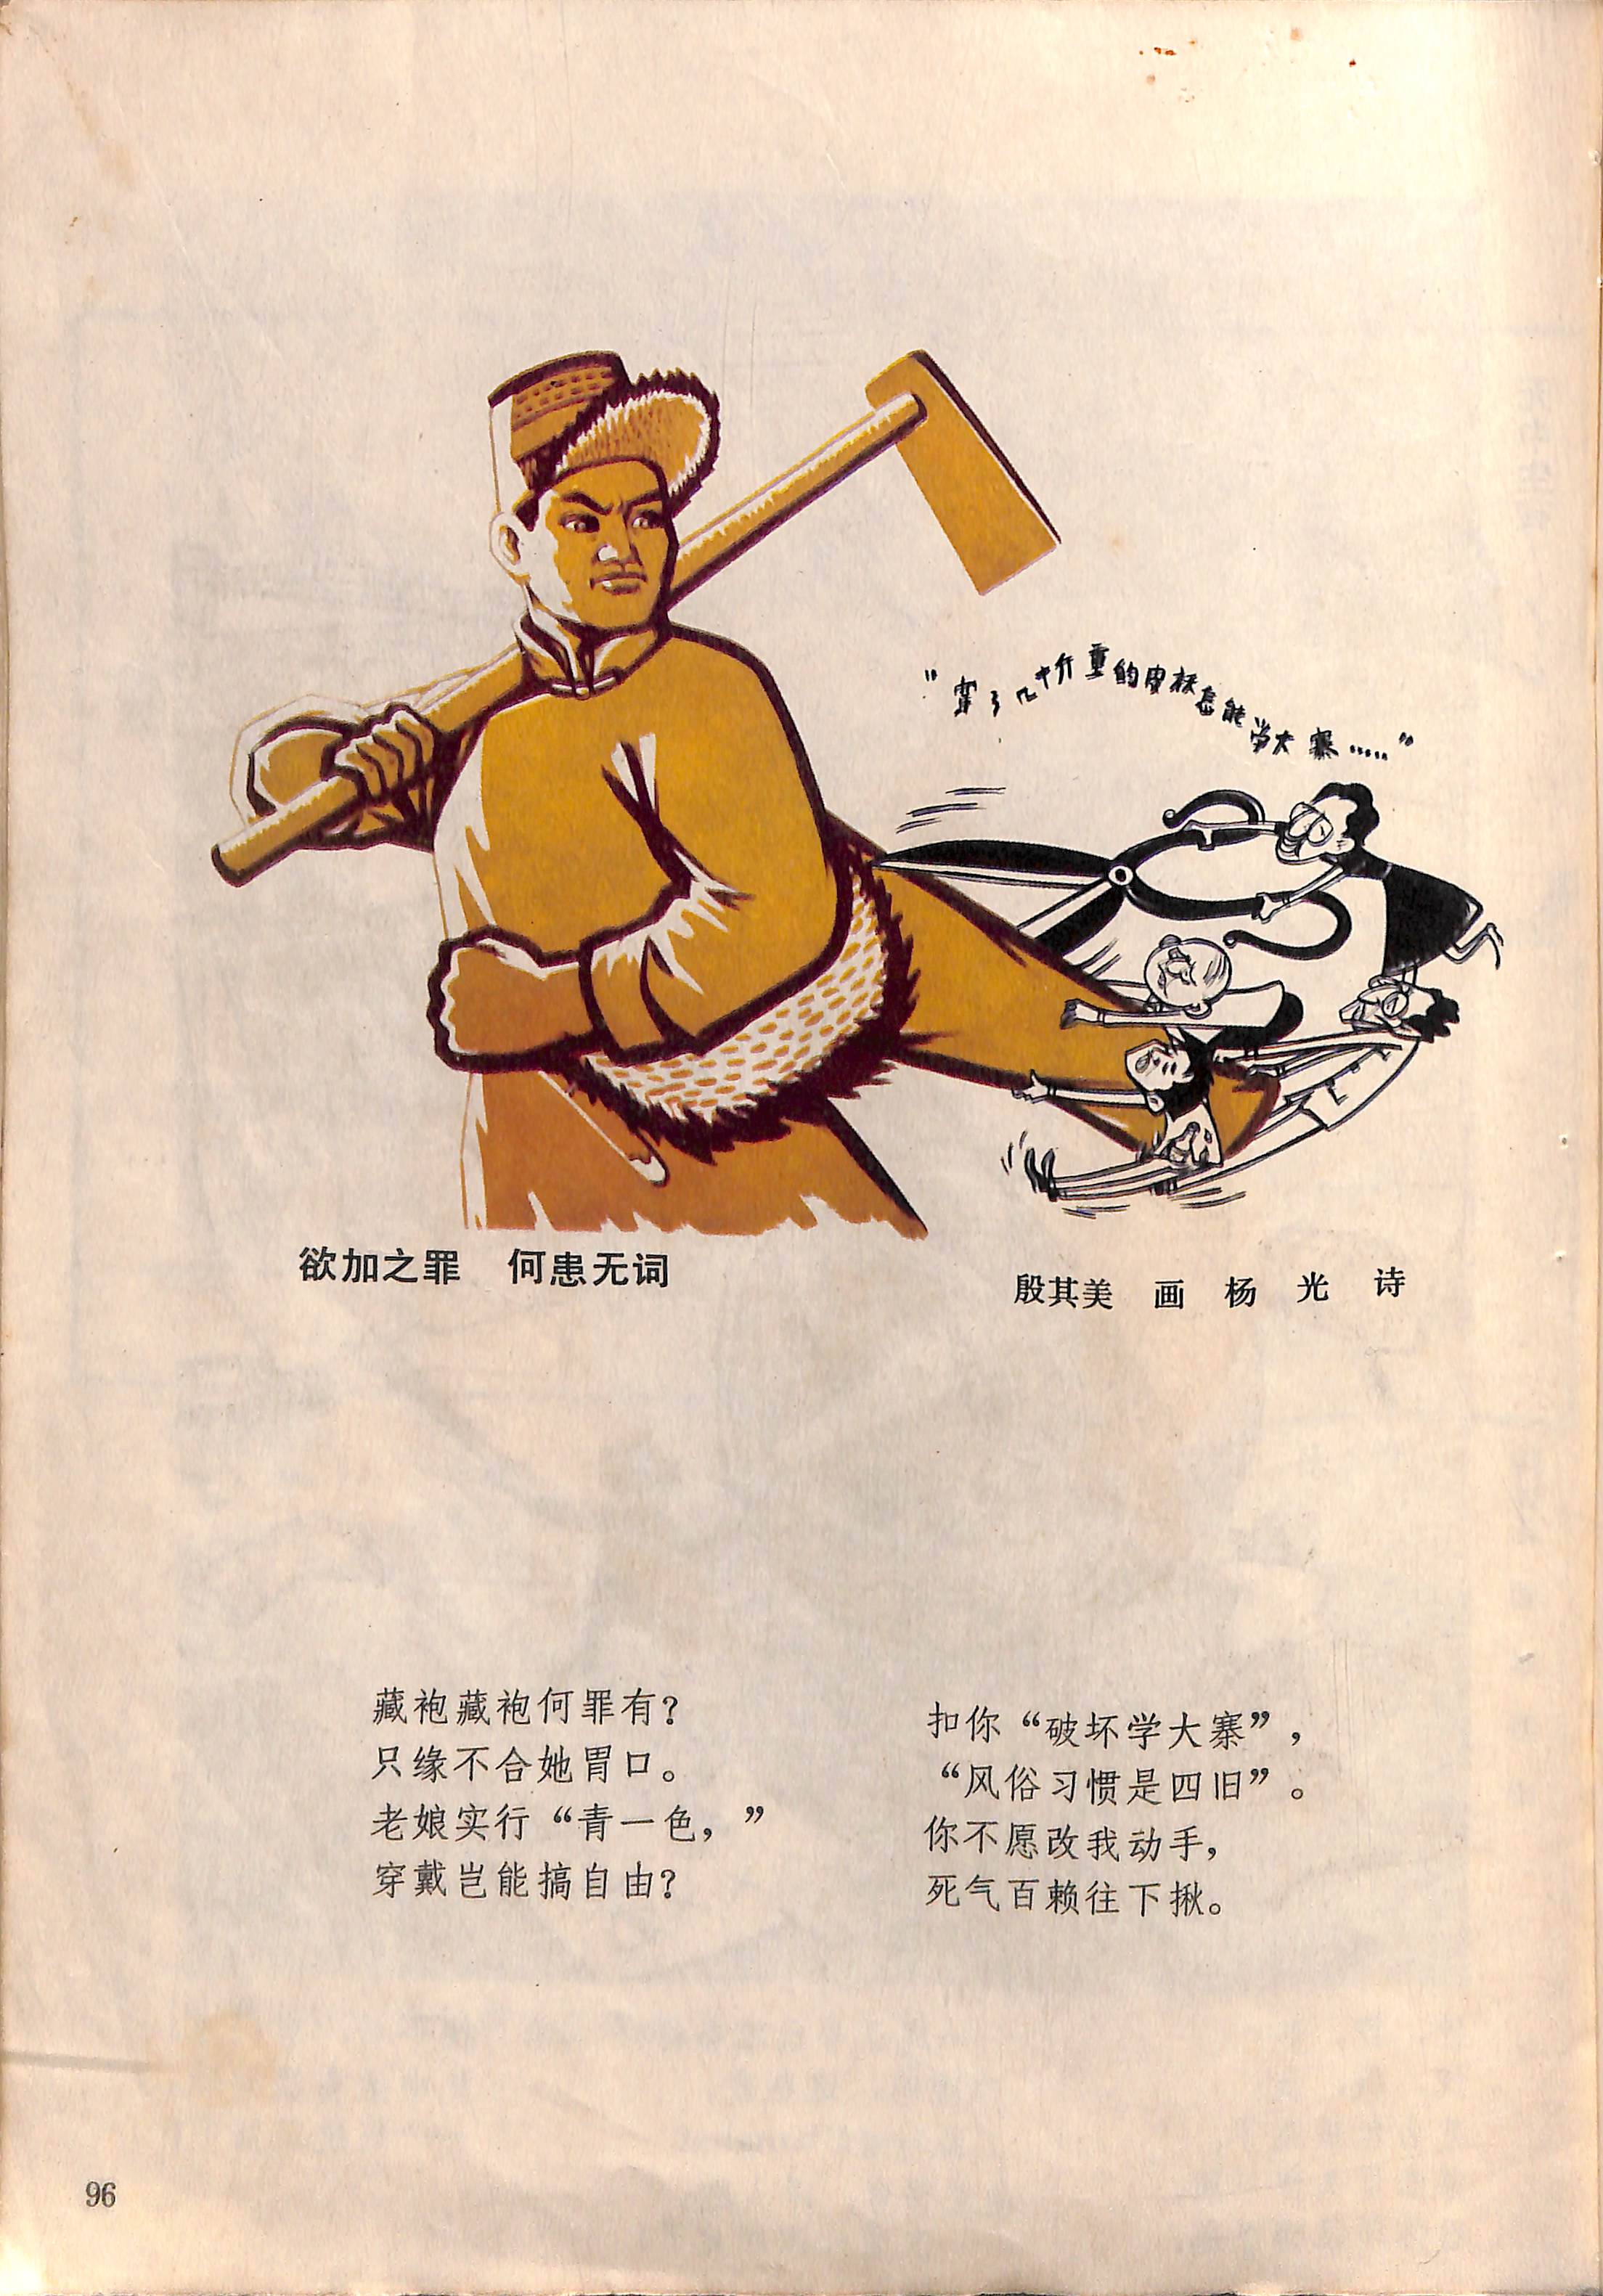 “穿了几十斤重的皮袄怎能学大寨……”
欲加之罪　何患无词
殷其美　画　杨　光　诗
藏袍藏袍何罪有？
只缘不合她胃口。
老娘实行“青一色，”
穿戴岂能搞自由？
扣你“破坏学大寨”，
“风俗习惯是四旧”。
你不愿改我动手，
死气百赖往下揪。
96